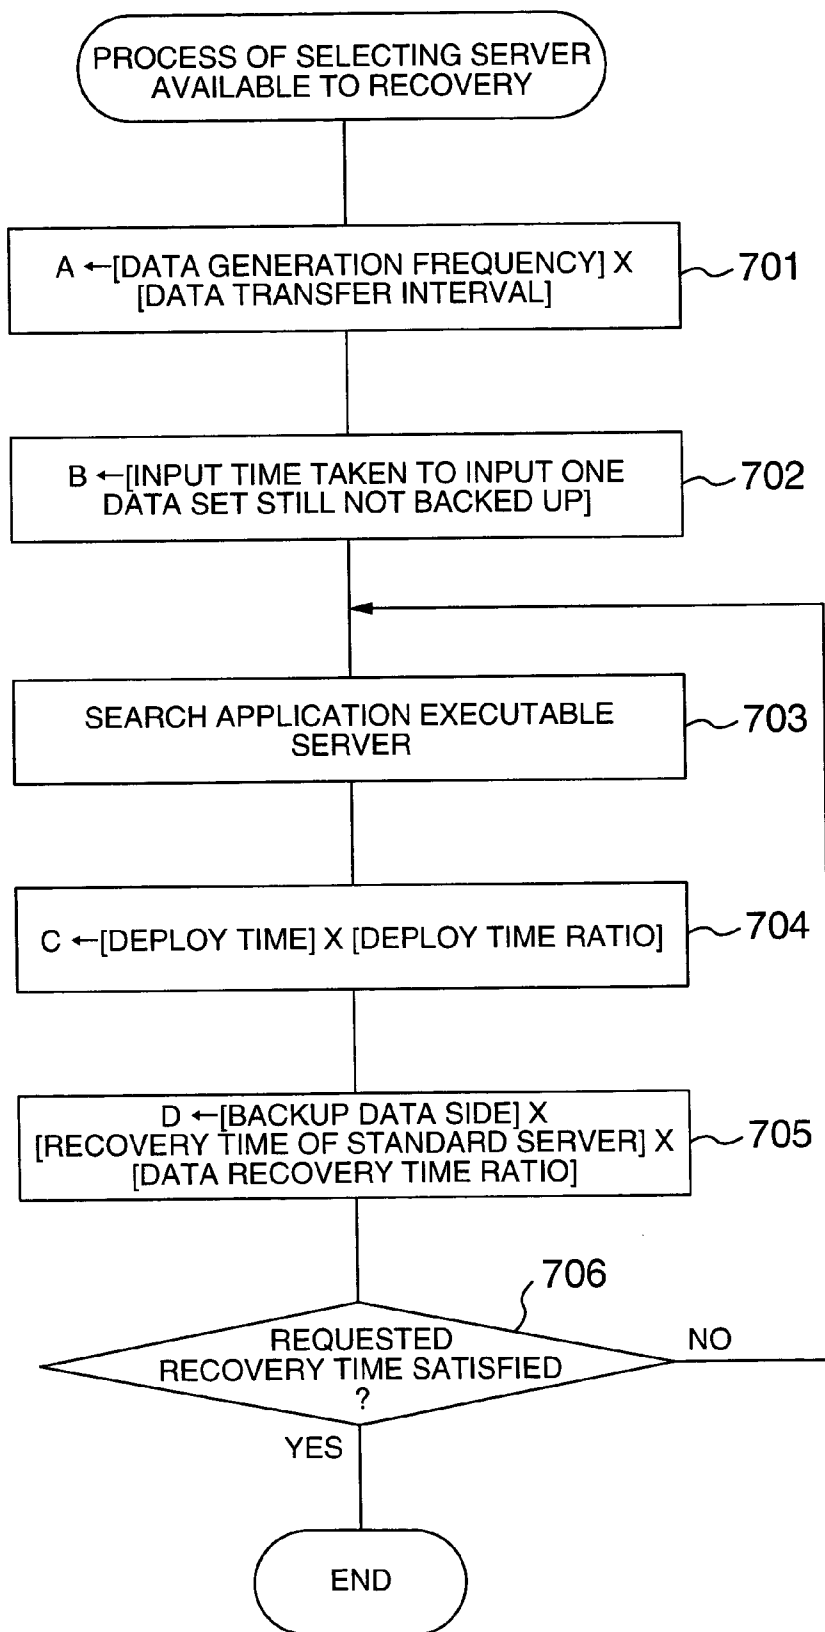 PROCESS OF SELECTING SERVER
AVAILABLE TO RECOVERY
A ←[DATA GENERATION FREQUENCY] X
[DATA TRANSFER INTERVAL]
701
B ←[INPUT TIME TAKEN TO INPUT ONE
DATA SET STILL NOT BACKED UP]
702
SEARCH APPLICATION EXECUTABLE
SERVER
703
C ←[DEPLOY TIME] X [DEPLOY TIME RATIO]
704
D ←[BACKUP DATA SIDE] X
[RECOVERY TIME OF STANDARD SERVER] X
[DATA RECOVERY TIME RATIO]
705
706
REQUESTED
RECOVERY TIME SATISFIED
?
NO
YES
END